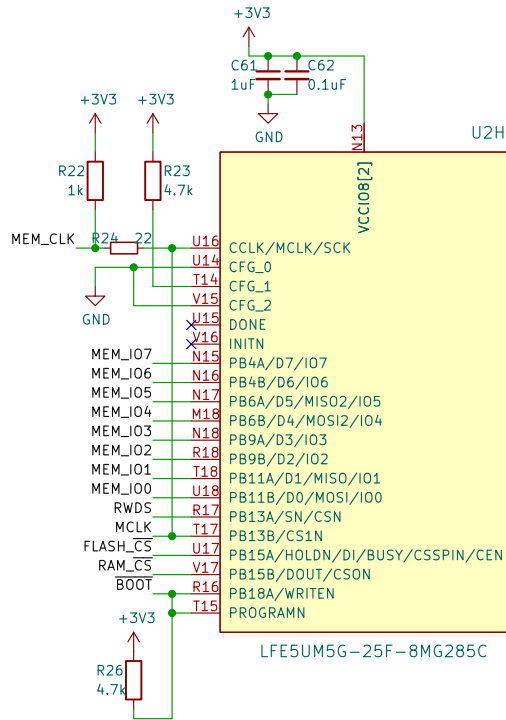 +3V3
C61
1uF
C62
0.1uF
GND
+3V3
+3V3
N13
U2H
VCCIO8[2]
R22
1k
R23
4.7k
MEM_CLK
R24
22
U16
CCLK/MCLK/SCK
U14
CFG_0
T14
CFG_1
V15
CFG_2
GND
U15
DONE
V16
INITN
MEM_IO7
N15
PB4A/D7/IO7
MEM_IO6
N16
PB4B/D6/IO6
MEM_IO5
N17
PB6A/D5/MISO2/IO5
MEM_IO4
M18
PB6B/D4/MOSI2/IO4
MEM_IO3
N18
PB9A/D3/IO3
MEM_IO2
R18
PB9B/D2/IO2
MEM_IO1
T18
PB11A/D1/MISO/IO1
MEM_IO0
U18
PB11B/D0/MOSI/IO0
RWDS
R17
PB13A/SN/CSN
MCLK
T17
PB13B/CS1N
FLASH_CS
U17
PB15A/HOLDN/DI/BUSY/CSSPIN/CEN
RAM_CS
V17
PB15B/DOUT/CSON
BOOT
R16
PB18A/WRITEN
T15
PROGRAMN
+3V3
R26
4.7k
LFE5UM5G-25F-8MG285C